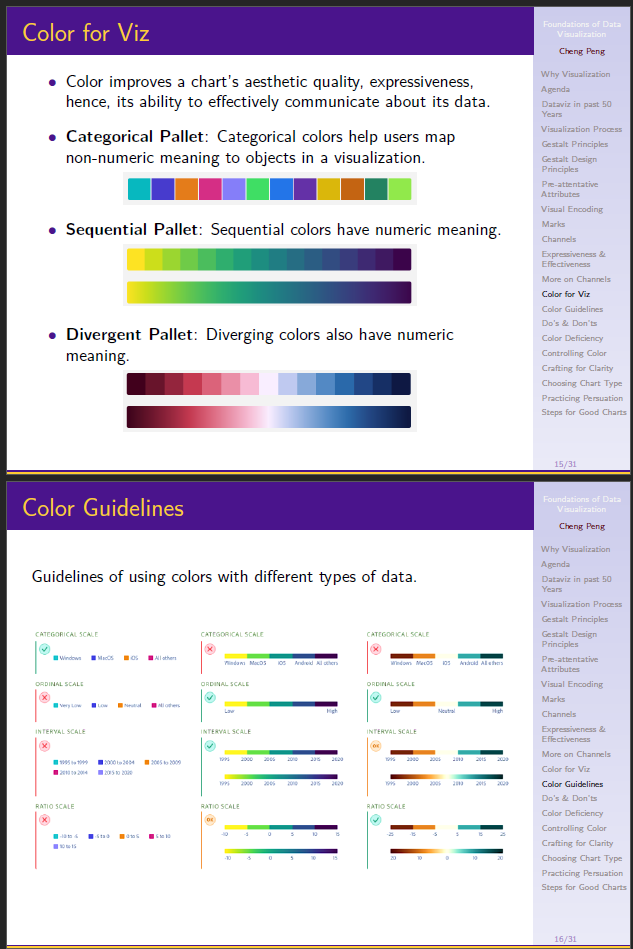 Color for Viz
• Color improves a chart's aesthetic quality, expressiveness,
hence, its ability to effectively communicate about its data.
• Categorical Pallet: Categorical colors help users map
non-numeric meaning to objects in a visualization.
• Sequential Pallet: Sequential colors have numeric meaning.
• Divergent Pallet: Diverging colors also have numeric
meaning.
Foundations of Data
Visualization
Cheng Peng
Why Visualization
Agenda
Dataviz in past 50
Years
Visualization Process
Gestalt Principles
Gestalt Design
Principles
Pre-attentative
Attributes
Visual Encoding
Marks
Channels
Expressiveness &
Effectiveness
More on Channels
Color for Viz
Color Guidelines
Do's & Don'ts
Color Deficiency
Controlling Color
Crafting for Clarity
Choosing Chart Type
Practicing Persuation
Steps for Good Charts
15/31
Color Guidelines
Guidelines of using colors with different types of data.
CATEGORICAL SCALE
Windows MacOS iOS All others
ORDINAL SCALE
Very Low Low Neutral All others
INTERVAL SCALE
1995 to 1999 2000 to 2004 2005 to 2009
2010 to 2014 2015 to 2020
RATIO SCALE
-10 to -5 -5 to 0 0 to 5 5 to 10
10 to 15
CATEGORICAL SCALE
Windows MacOS iOS Android All others
ORDINAL SCALE
Low High
INTERVAL SCALE
1995 2000 2005 2010 2015 2020
1995 2000 2005 2010 2015 2020
RATIO SCALE
-10 -5 0 5 10 15
-10 -5 0 5 10 15
CATEGORICAL SCALE
Windows MacOS iOS Android All others
ORDINAL SCALE
Low Neutral High
INTERVAL SCALE
OK
1995 2000 2005 2010 2015 2020
1995 2000 2005 2010 2015 2020
RATIO SCALE
Foundations of Data
Visualization
Cheng Peng
Why Visualization
Agenda
Dataviz in past 50
Years
Visualization Process
Gestalt Principles
Gestalt Design
Principles
Pre-attentative
Attributes
Visual Encoding
Marks
Channels
Expressiveness &
Effectiveness
More on Channels
Color for Viz
Color Guidelines
Do's & Don'ts
Color Deficiency
Controlling Color
Crafting for Clarity
Choosing Chart Type
Practicing Persuation
Steps for Good Charts
16/31